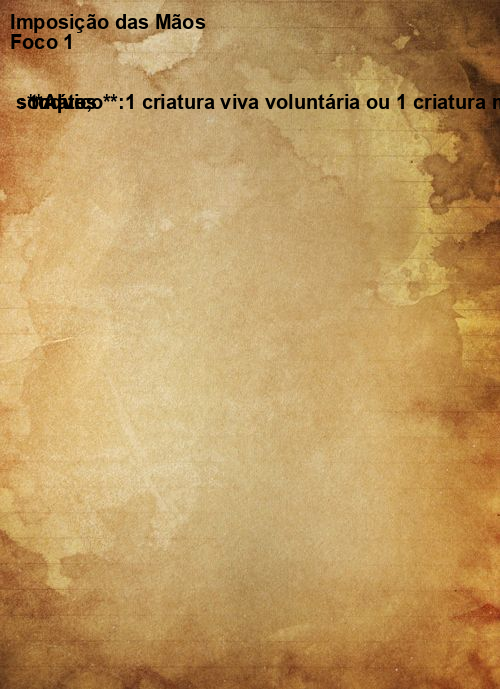 Imposição das Mãos
Foco 1
**:1 criatura viva voluntária ou 1 criatura